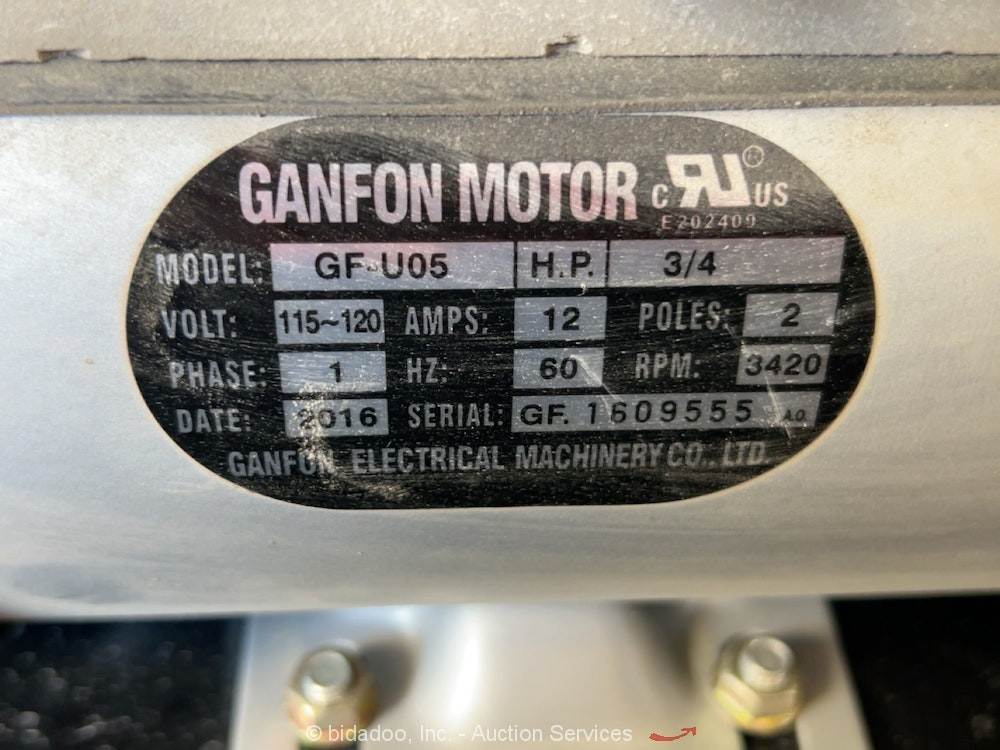 GANFON MOTOR c RU ® US
E202409
MODEL: GF-U05 H.P. 3/4
VOLT: 115~120 AMPS: 12 POLES: 2
PHASE: 1 HZ: 60 RPM: 3420
DATE: 2016 SERIAL: GF. 1609555 A.O.
GANFON ELECTRICAL MACHINERY CO., LTD.
© bidadoo, Inc. - Auction Services